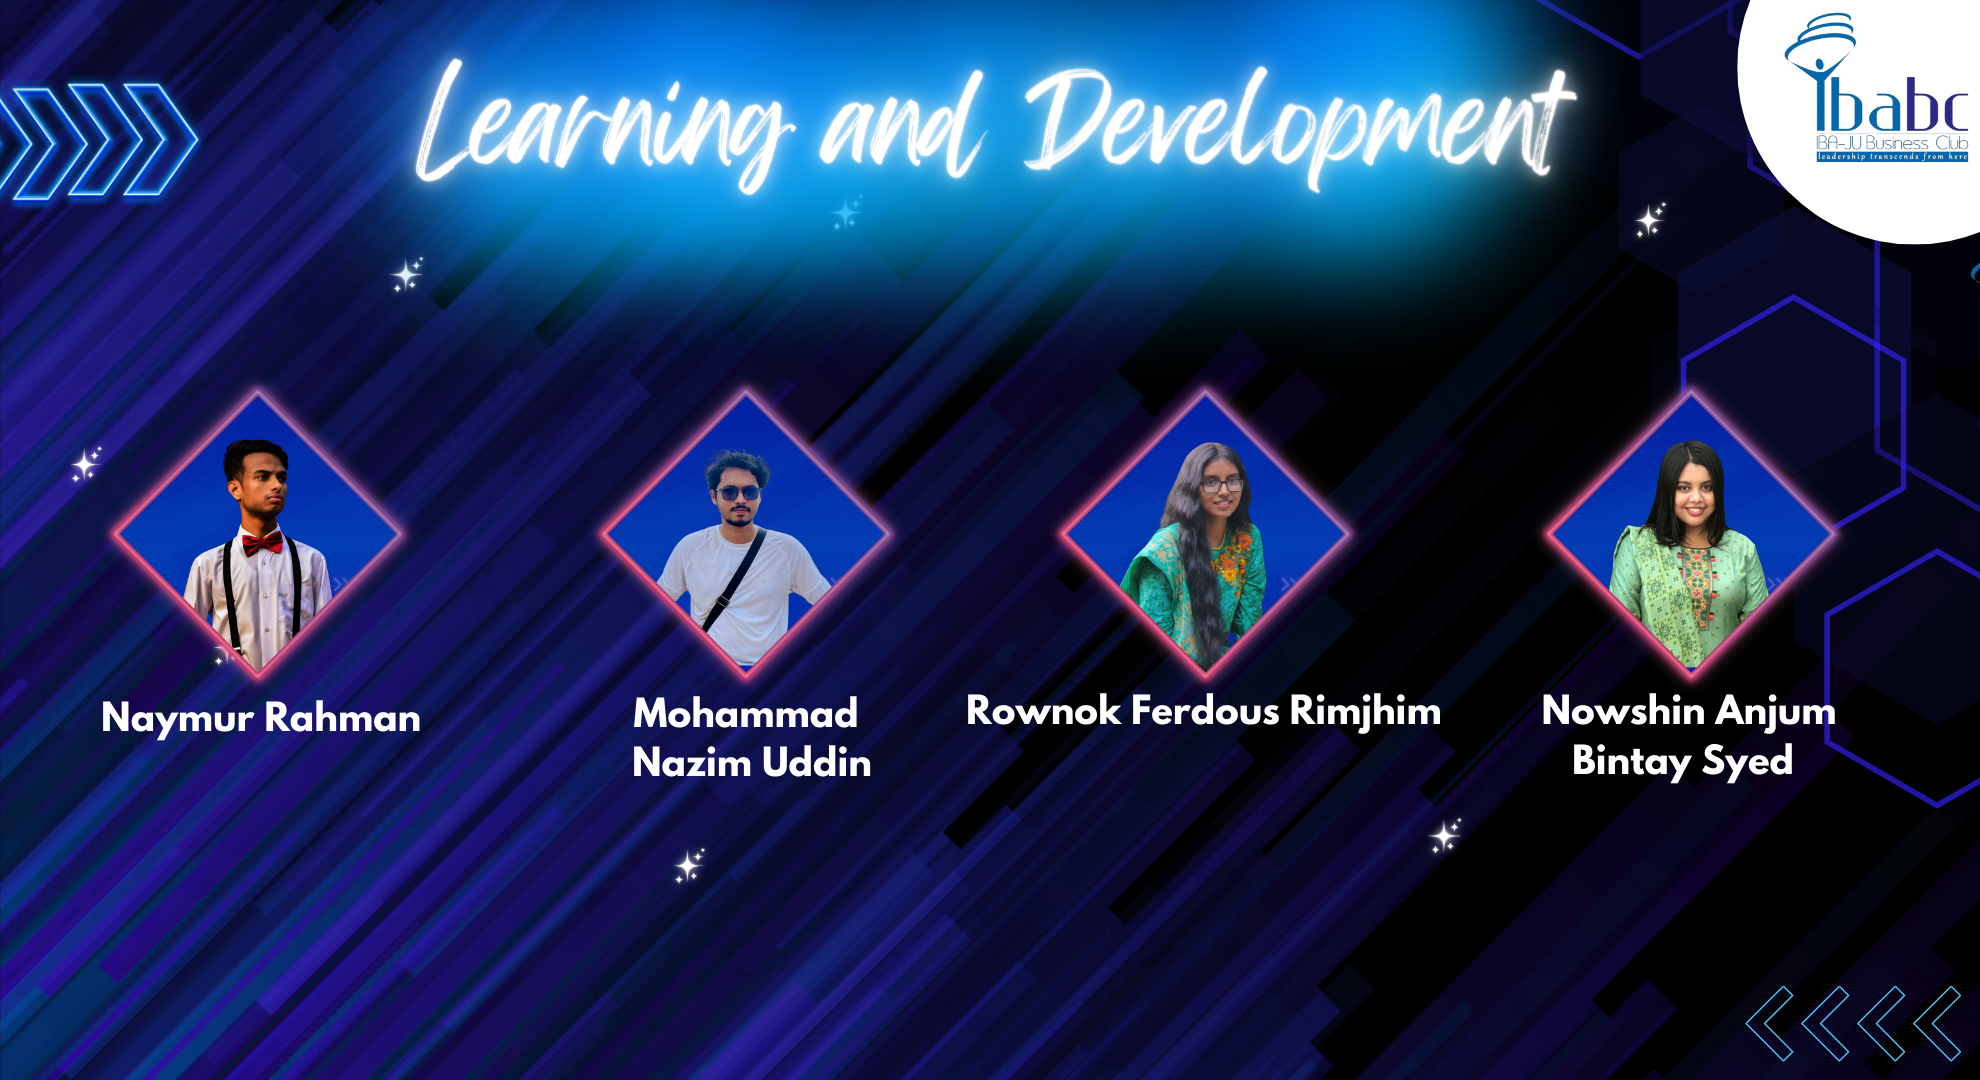 Learning and Development
ibabc
IBA-JU Business Club
leadership transcends from here
Naymur Rahman
Mohammad
Nazim Uddin
Rownok Ferdous Rimjhim
Nowshin Anjum
Bintay Syed